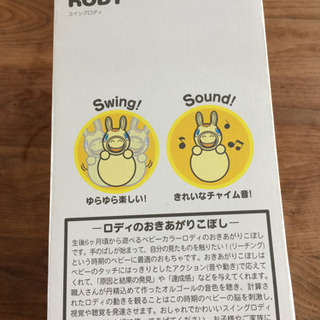 RODY
スイングロディ
Swing!
Sound!
ゆらゆら楽しい!
きれいなチャイム音!
ーロディのおきあがりこぼしー
生後6ヶ月頃から遊べるベビーカラーロディのおきあがりこぼし
です。手のばしが始まって、自分の見たものを触りたい!(リーチング)
という時期のベビーに最適のおもちゃです。おきあがりこぼしは
ベビーのタッチにはっきりとしたアクション(音や動き)で応えて
くれて、「原因と結果の発見」や「達成感」などを与えてくれます。
職人さんが丹精込めて作ったオルゴールの音色を聴き、計算さ
れたロディの動きを観ることはこの時期のベビーの脳を刺激し、
視覚や聴覚を発達させます。おしゃれでかわいいスイングロディ